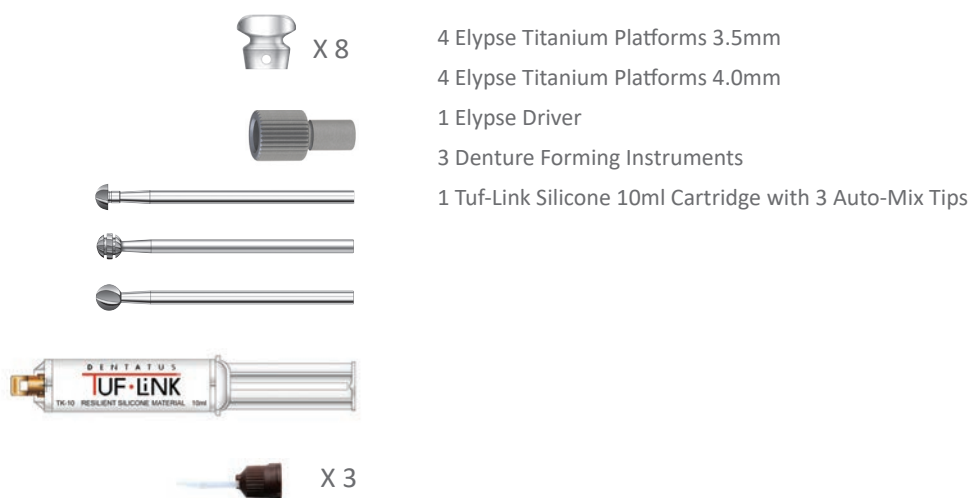 X 8
4 Elypse Titanium Platforms 3.5mm
4 Elypse Titanium Platforms 4.0mm
1 Elypse Driver
3 Denture Forming Instruments
1 Tuf-Link Silicone 10ml Cartridge with 3 Auto-Mix Tips
DENTATUS
TUF·LiNK
TK-10 RESILIENT SILICONE MATERIAL 10ml
X 3